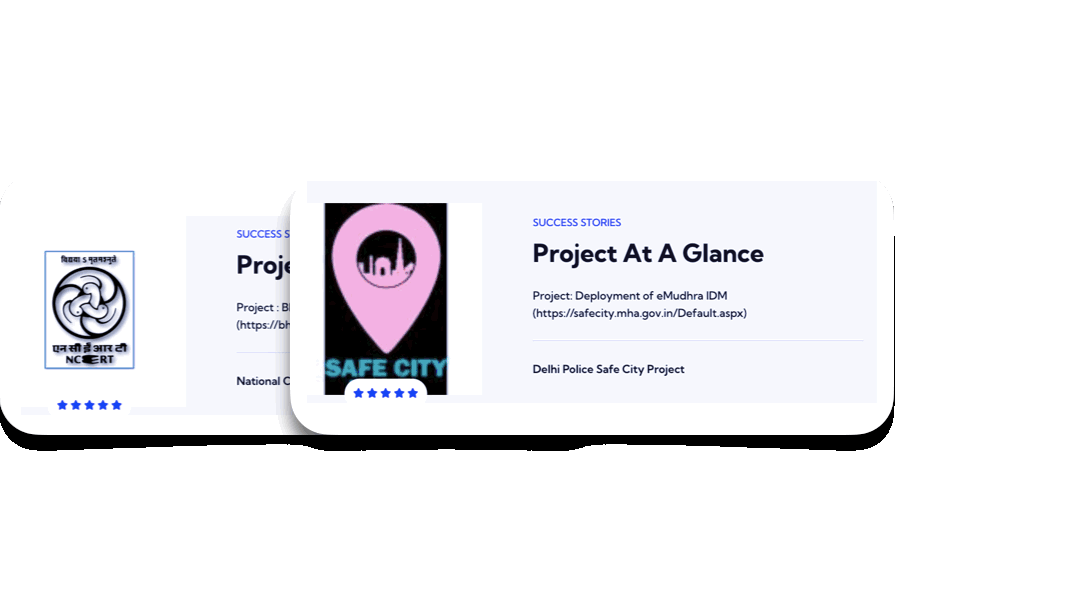 विद्यया ऽ मृतमश्नुते
एन सी ई आर टी
NCERT
SUCCESS S
Proje
Project : Bh
(https://bh
National C
SAFE CITY
SUCCESS STORIES
Project At A Glance
Project: Deployment of eMudhra IDM
(https://safecity.mha.gov.in/Default.aspx)
Delhi Police Safe City Project